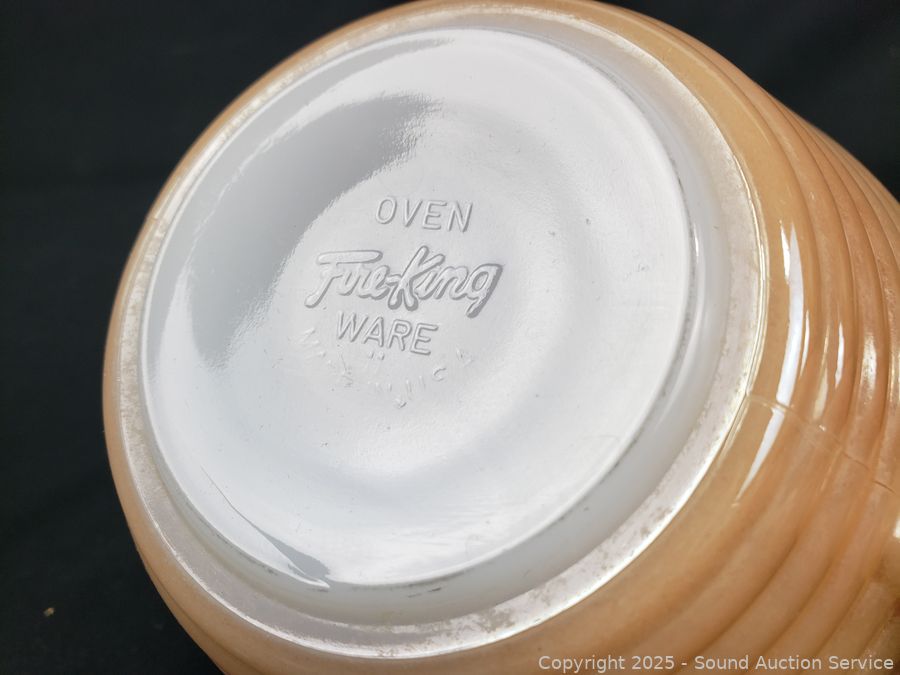 OVEN
Fire-King
WARE
Copyright 2025 - Sound Auction Service